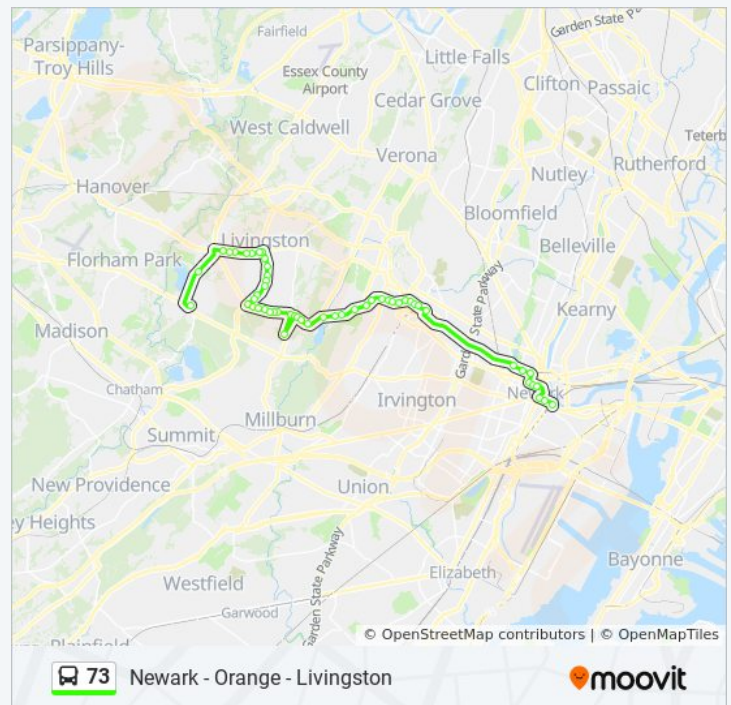 Fairfield
Garden State Pa
Parsippany-
Troy Hills
Little Falls
Essex County
Airport
Clifton
Passaic
Cedar Grove
West Caldwell
Teterb
Verona
Rutherford
Nutley
Hanover
Bloomfield
Livingston
Belleville
Florham Park
Garden State Parkway
Kearny
Madison
Chatham
Newark
Irvington
Millburn
Summit
New Providence
Union
ey Heights
Garden State Parkway
Bayonne
Elizabeth
Westfield
Garwood
Plainfield
© OpenStreetMap contributors | © OpenMapTiles
73 Newark - Orange - Livingston
moovit